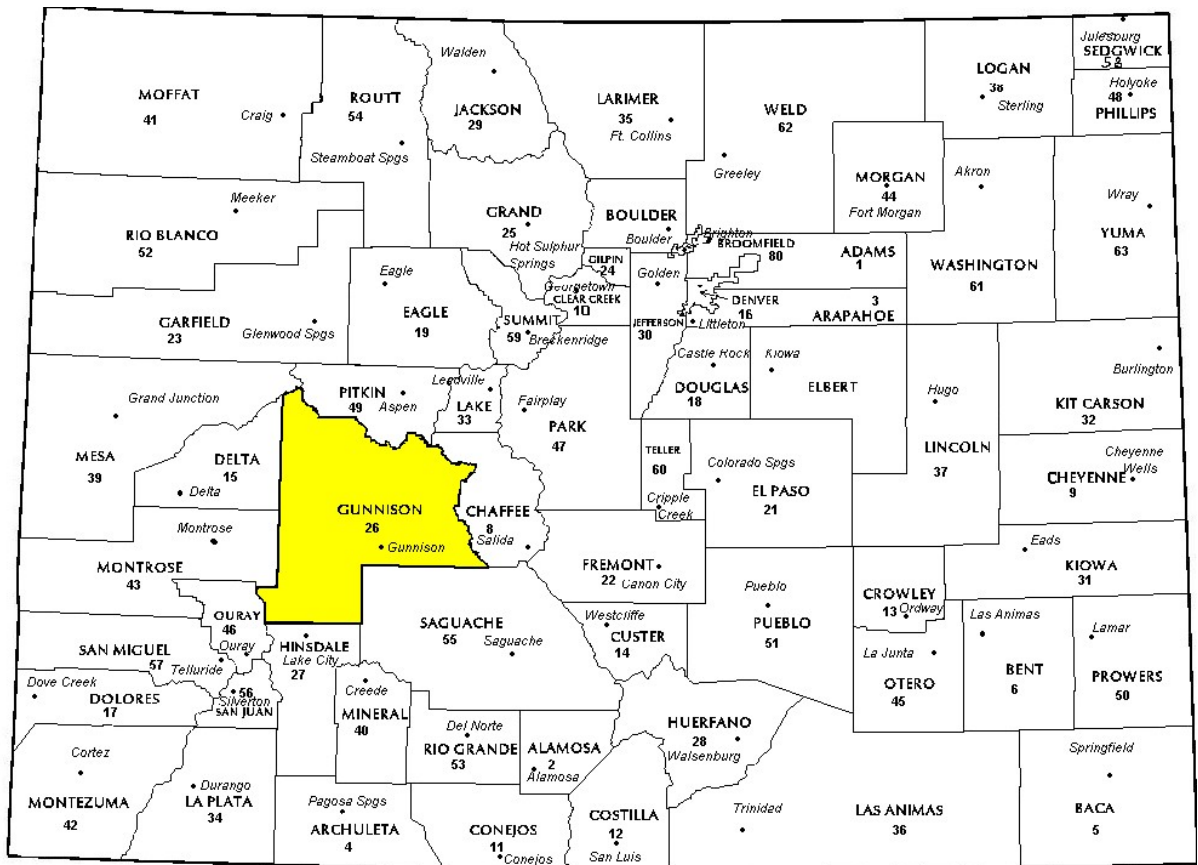 Julesburg
SEDGWICK
58
Walden
LOGAN
38
Holyoke
48
PHILLIPS
MOFFAT
41
Craig
ROUTT
54
JACKSON
29
LARIMER
35
Ft. Collins
WELD
62
Sterling
Steamboat Spgs
Greeley
MORGAN
44
Fort Morgan
Akron
Wray
YUMA
63
Meeker
RIO BLANCO
52
GRAND
25
Hot Sulphur
Springs
BOULDER
Boulder
Brighton
BROOMFIELD
80
ADAMS
1
WASHINGTON
61
Eagle
EAGLE
19
GILPIN
24
Georgetown
CLEAR CREEK
10
Golden
DENVER
16
3
ARAPAHOE
GARFIELD
23
Glenwood Spgs
SUMMIT
59
Breckenridge
JEFFERSON
30
Littleton
Castle Rock
DOUGLAS
18
Kiowa
ELBERT
Hugo
Burlington
KIT CARSON
32
Grand Junction
PITKIN
49
Aspen
Leadville
LAKE
33
Fairplay
PARK
47
MESA
39
DELTA
15
Delta
TELLER
60
Cripple
Creek
Colorado Spgs
EL PASO
21
LINCOLN
37
Cheyenne
Wells
CHEYENNE
9
GUNNISON
26
Gunnison
CHAFFEE
8
Salida
Montrose
MONTROSE
43
FREMONT
22
Canon City
Pueblo
PUEBLO
51
CROWLEY
13
Ordway
Eads
KIOWA
31
OURAY
46
Ouray
HINSDALE
Lake City
27
SAGUACHE
55
Saguache
Westcliffe
CUSTER
14
La Junta
OTERO
45
Las Animas
BENT
6
Lamar
PROWERS
50
SAN MIGUEL
57
Telluride
Dove Creek
DOLORES
17
56
Silverton
SAN JUAN
Creede
MINERAL
40
Del Norte
RIO GRANDE
53
ALAMOSA
2
Alamosa
HUERFANO
28
Walsenburg
Cortez
MONTEZUMA
42
Durango
LA PLATA
34
Pagosa Spgs
ARCHULETA
4
CONEJOS
11
Conejos
COSTILLA
12
San Luis
Trinidad
LAS ANIMAS
36
Springfield
BACA
5